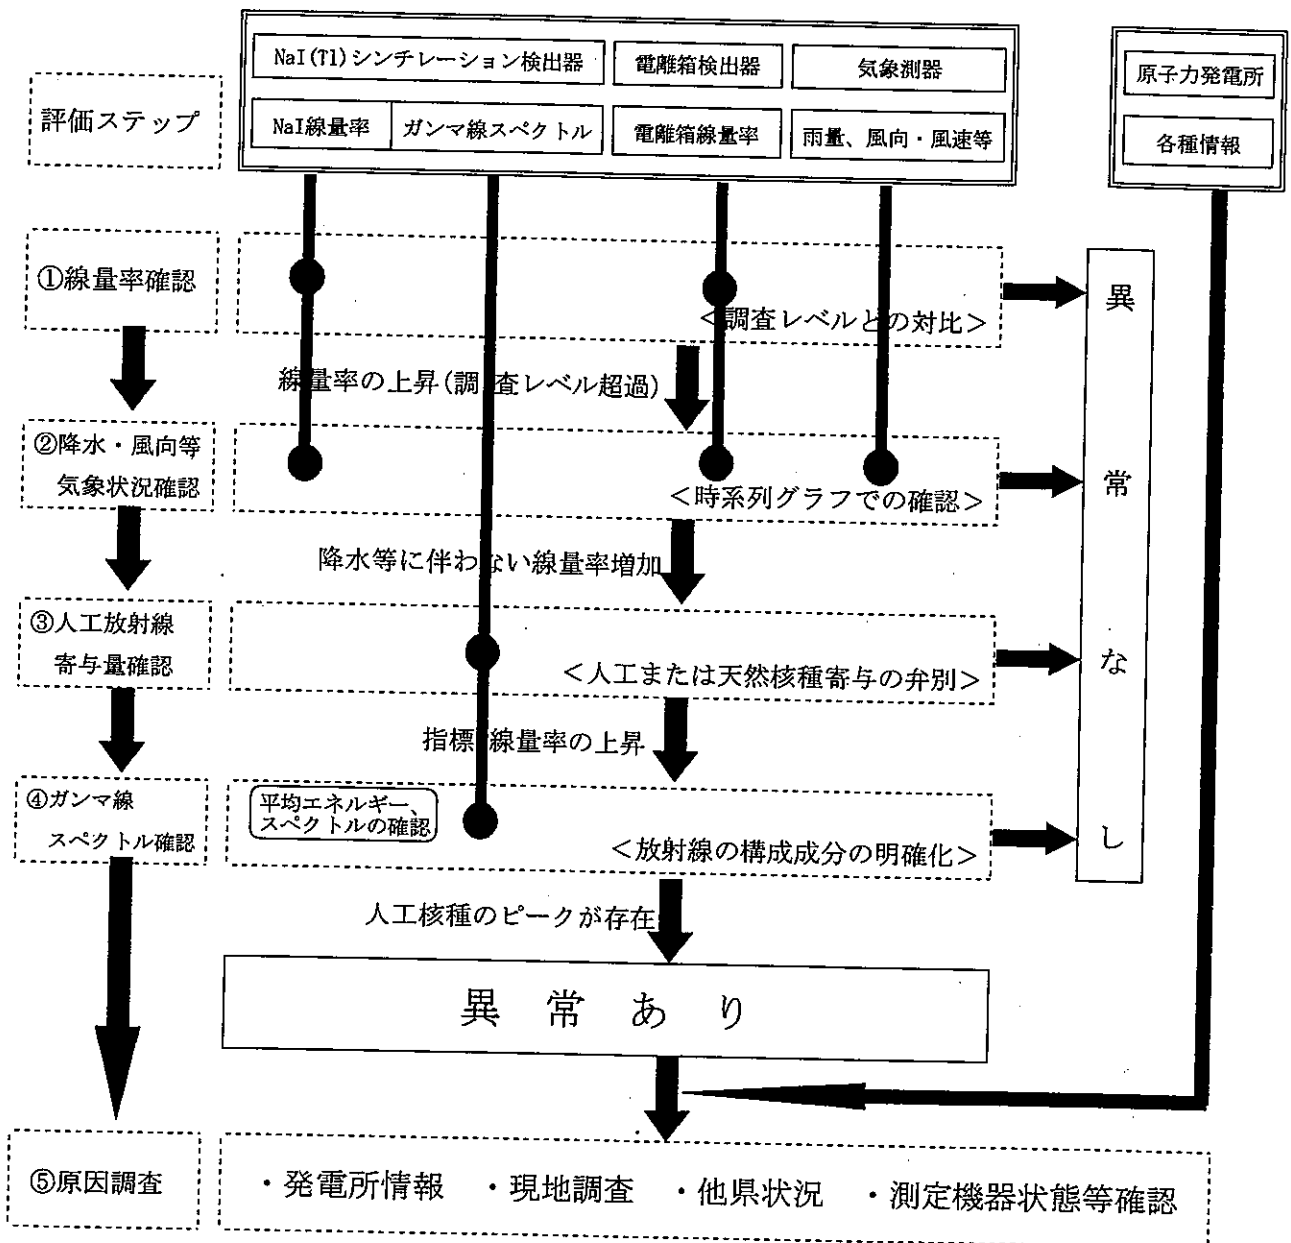 評価ステップ
NaI(Tl)シンチレーション検出器
電離箱検出器
気象測器
NaI線量率
ガンマ線スペクトル
電離箱線量率
雨量、風向・風速等
原子力発電所
各種情報
①線量率確認
＜調査レベルとの対比＞
線量率の上昇(調査レベル超過)
②降水・風向等
気象状況確認
＜時系列グラフでの確認＞
降水等に伴わない線量率増加
③人工放射線
寄与量確認
＜人工または天然核種寄与の弁別＞
指標線量率の上昇
④ガンマ線
スペクトル確認
平均エネルギー、
スペクトルの確認
＜放射線の構成成分の明確化＞
異常なし
人工核種のピークが存在
異常あり
⑤原因調査
・発電所情報 ・現地調査 ・他県状況 ・測定機器状態等確認